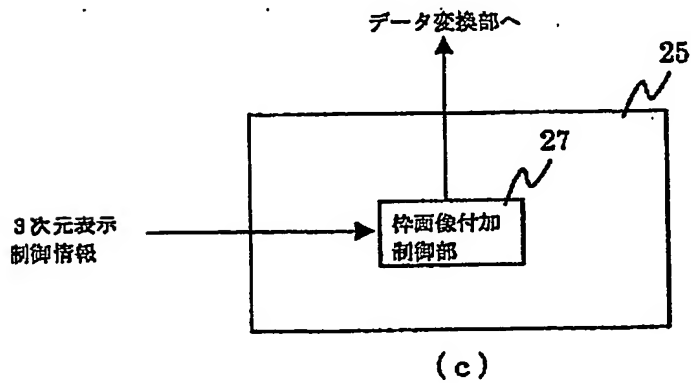 データ変換部へ
25
27
3次元表示
制御情報
枠画像付加
制御部
(c)